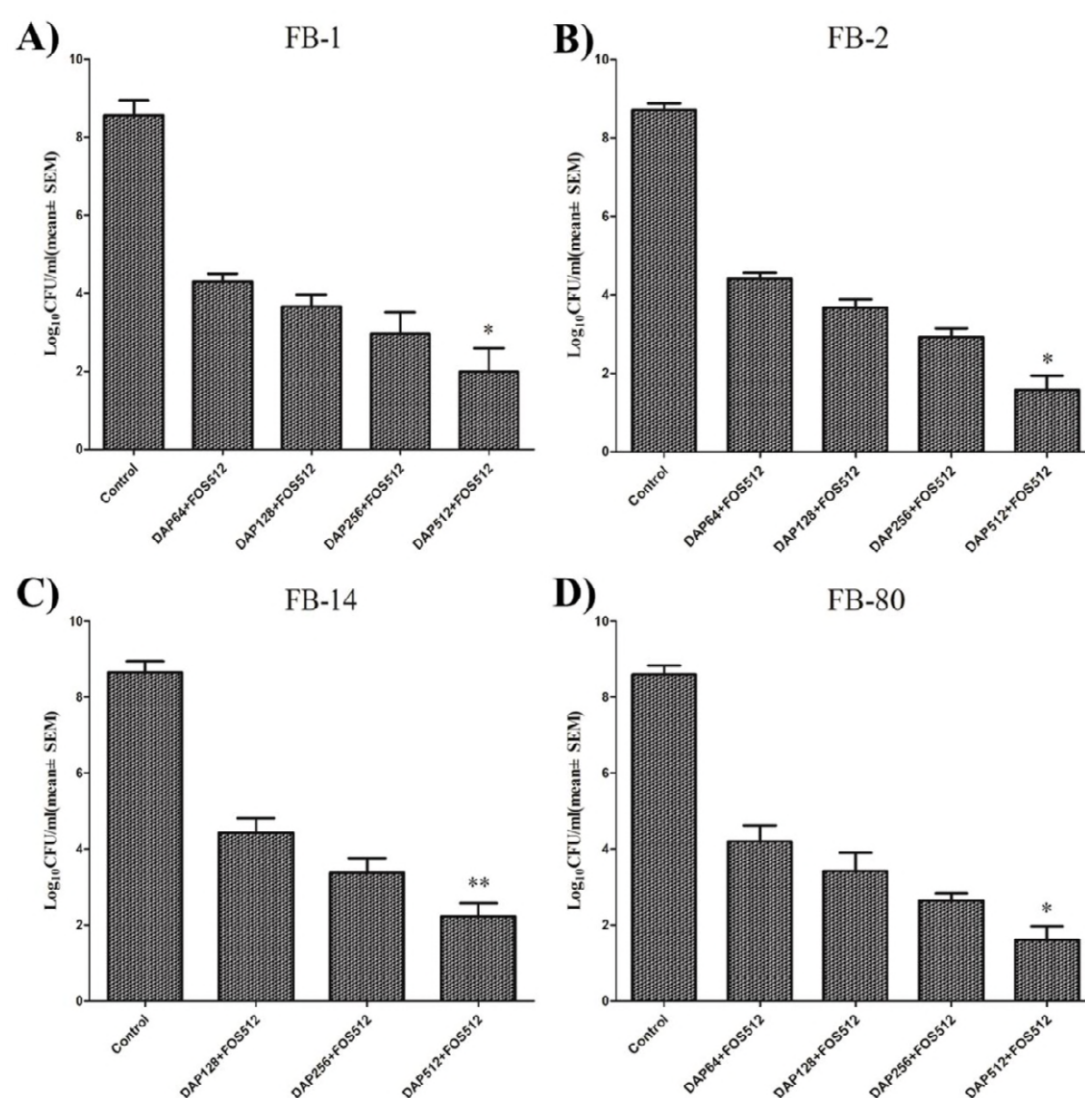 A)
FB-1
Log₁₀CFU/ml(mean± SEM)
10
8
6
4
2
0
Control
DAP64+FOS512
DAP128+FOS512
DAP256+FOS512
DAP512+FOS512
*
B)
FB-2
Log₁₀CFU/ml(mean± SEM)
10
8
6
4
2
0
Control
DAP64+FOS512
DAP128+FOS512
DAP256+FOS512
DAP512+FOS512
*
C)
FB-14
Log₁₀CFU/ml(mean± SEM)
10
8
6
4
2
0
Control
DAP128+FOS512
DAP256+FOS512
DAP512+FOS512
**
D)
FB-80
Log₁₀CFU/ml(mean± SEM)
10
8
6
4
2
0
Control
DAP64+FOS512
DAP128+FOS512
DAP256+FOS512
DAP512+FOS512
*